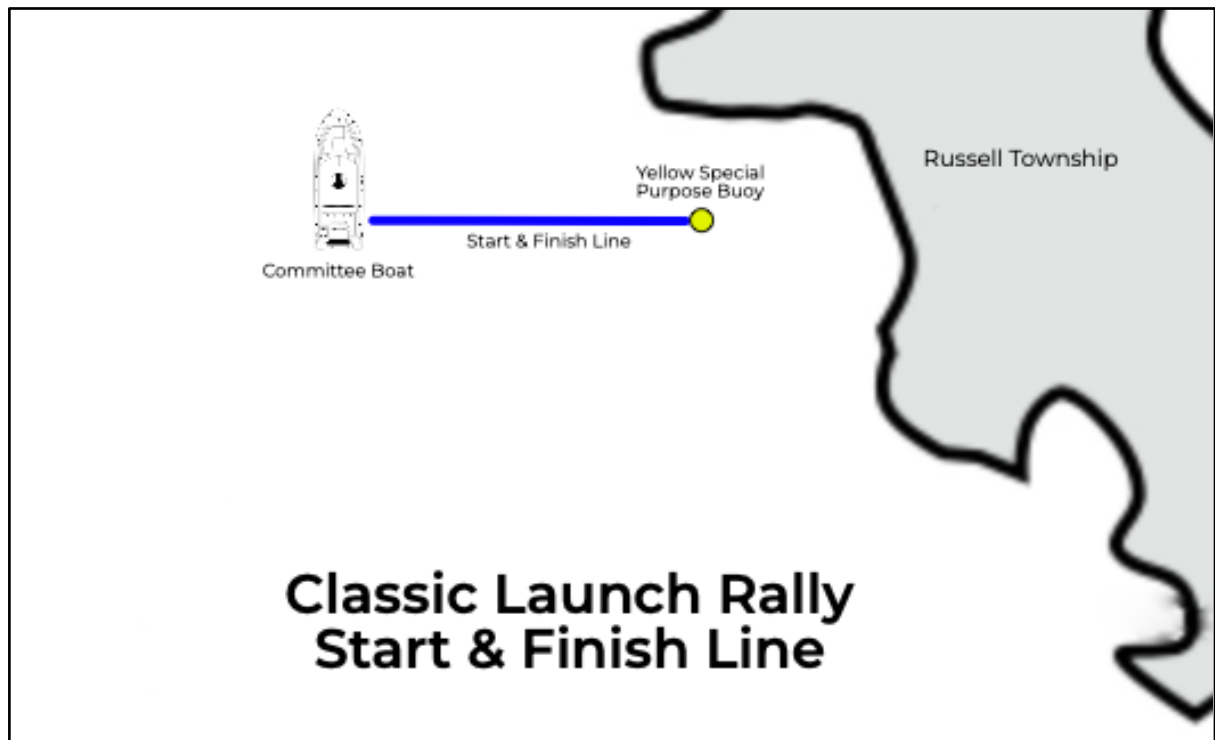 Russell Township
Yellow Special
Purpose Buoy
Start & Finish Line
Committee Boat
Classic Launch Rally
Start & Finish Line